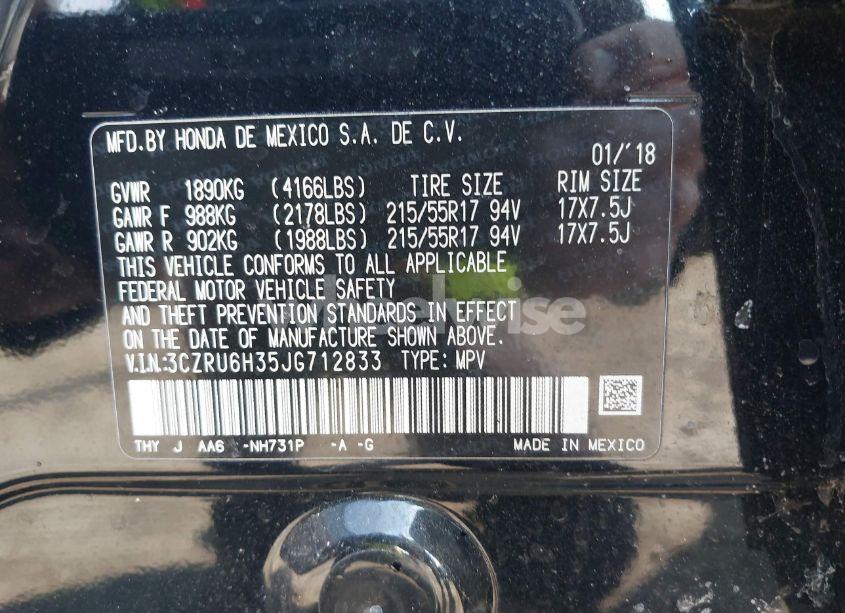 MFD.BY HONDA DE MEXICO S.A. DE C.V.
01/'18
GVWR 1890KG (4166LBS) TIRE SIZE RIM SIZE
GAWR F 988KG (2178LBS) 215/55R17 94V 17X7.5J
GAWR R 902KG (1988LBS) 215/55R17 94V 17X7.5J
THIS VEHICLE CONFORMS TO ALL APPLICABLE
FEDERAL MOTOR VEHICLE SAFETY
AND THEFT PREVENTION STANDARDS IN EFFECT
ON THE DATE OF MANUFACTURE SHOWN ABOVE.
V.I.N.:3CZRU6H35JG712833 TYPE: MPV
THY J AA6 -NH731P -A -G MADE IN MEXICO